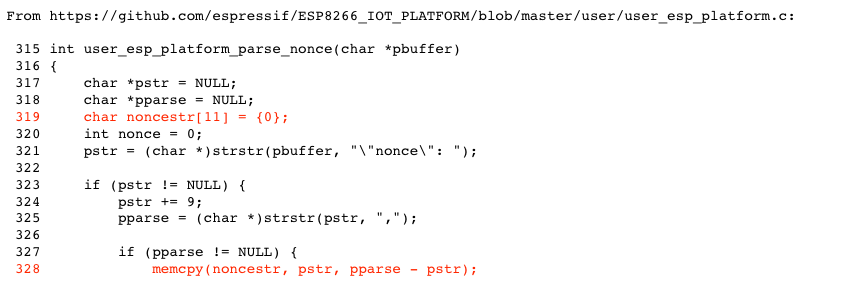 From https://github.com/espressif/ESP8266_IOT_PLATFORM/blob/master/user/user_esp_platform.c:
315 int user_esp_platform_parse_nonce(char *pbuffer)
316 {
317     char *pstr = NULL;
318     char *pparse = NULL;
319     char noncestr[11] = {0};
320     int nonce = 0;
321     pstr = (char *)strstr(pbuffer, "\"nonce\": ");
322
323     if (pstr != NULL) {
324         pstr += 9;
325         pparse = (char *)strstr(pstr, ",");
326
327         if (pparse != NULL) {
328             memcpy(noncestr, pstr, pparse - pstr);